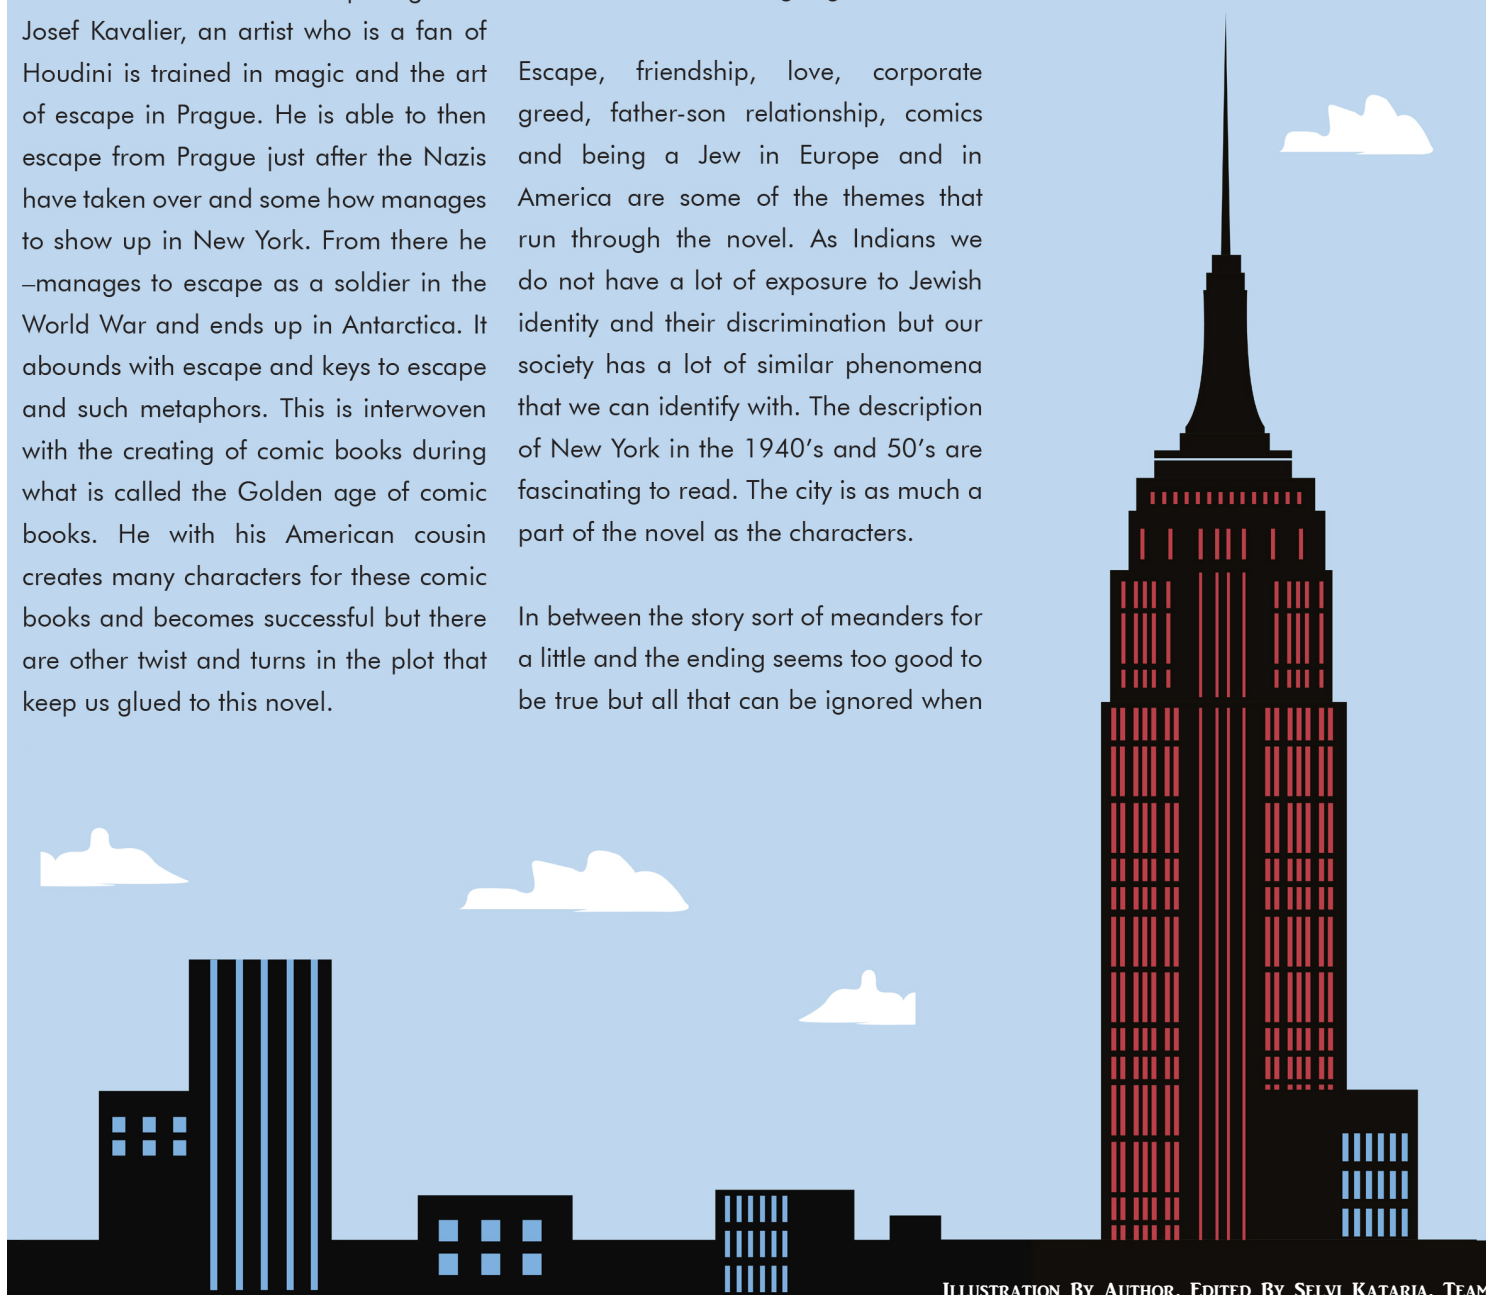 Josef Kavalier, an artist who is a fan of
Houdini is trained in magic and the art
of escape in Prague. He is able to then
escape from Prague just after the Nazis
have taken over and some how manages
to show up in New York. From there he
–manages to escape as a soldier in the
World War and ends up in Antarctica. It
abounds with escape and keys to escape
and such metaphors. This is interwoven
with the creating of comic books during
what is called the Golden age of comic
books. He with his American cousin
creates many characters for these comic
books and becomes successful but there
are other twist and turns in the plot that
keep us glued to this novel.
Escape, friendship, love, corporate
greed, father-son relationship, comics
and being a Jew in Europe and in
America are some of the themes that
run through the novel. As Indians we
do not have a lot of exposure to Jewish
identity and their discrimination but our
society has a lot of similar phenomena
that we can identify with. The description
of New York in the 1940’s and 50’s are
fascinating to read. The city is as much a
part of the novel as the characters.
In between the story sort of meanders for
a little and the ending seems too good to
be true but all that can be ignored when
Illustration By Author. Edited By Selvi Kataria, Team